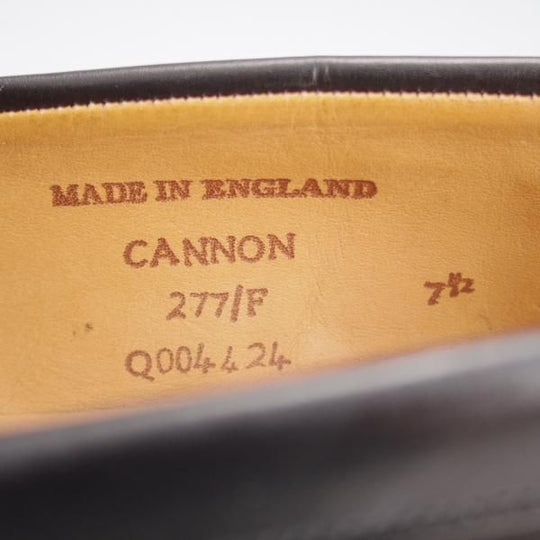 MADE IN ENGLAND
CANNON
277/F 7½
Q004424